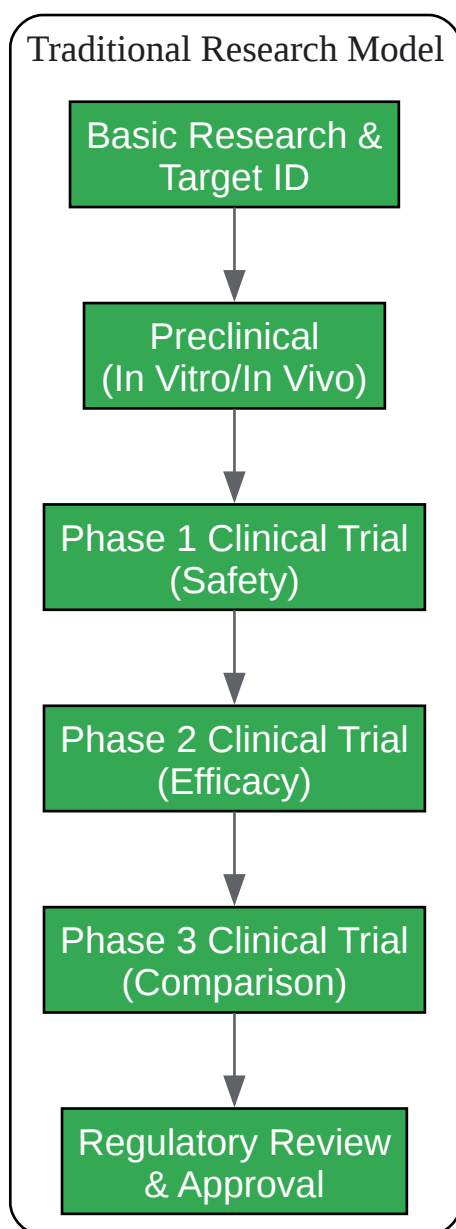 Traditional Research Model
Basic Research &
Target ID
Preclinical
(In Vitro/In Vivo)
Phase 1 Clinical Trial
(Safety)
Phase 2 Clinical Trial
(Efficacy)
Phase 3 Clinical Trial
(Comparison)
Regulatory Review
& Approval